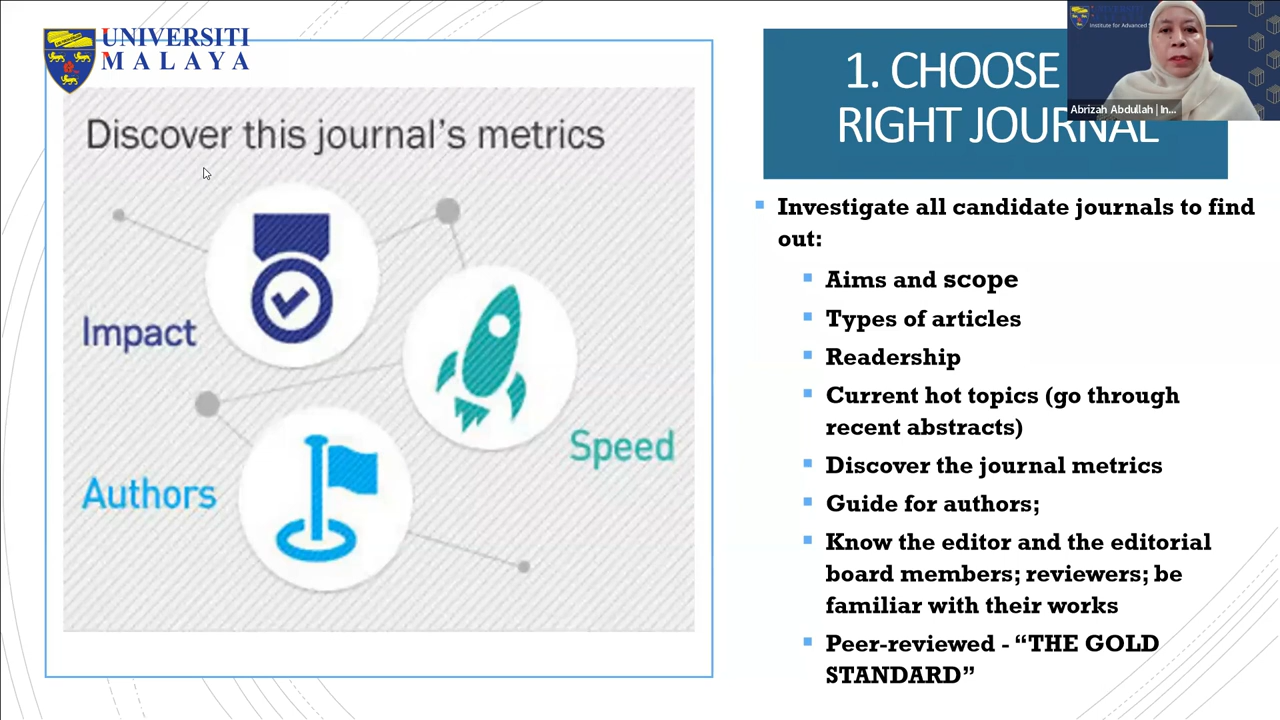 UNIVERSITI
MALAYA
Discover this journal's metrics
Impact
Speed
Authors
1. CHOOSE
RIGHT JOURNAL
Institute for Advanced
Abrizah Abdullah | In...
Investigate all candidate journals to find
out:
Aims and scope
Types of articles
Readership
Current hot topics (go through
recent abstracts)
Discover the journal metrics
Guide for authors;
Know the editor and the editorial
board members; reviewers; be
familiar with their works
Peer-reviewed - “THE GOLD
STANDARD”